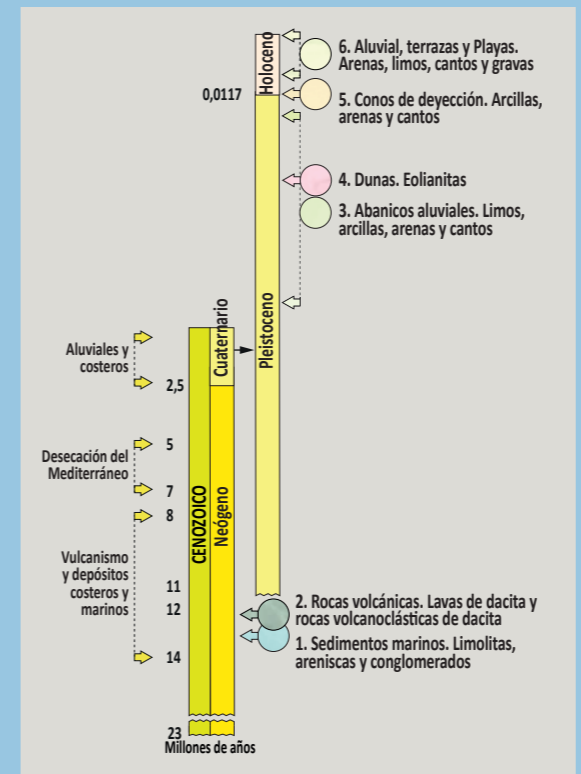 Holoceno
6. Aluvial, terrazas y Playas.
Arenas, limos, cantos y gravas
0,0117
5. Conos de deyección. Arcillas,
arenas y cantos
4. Dunas. Eolianitas
3. Abanicos aluviales. Limos,
arcillas, arenas y cantos
Pleistoceno
Cuaternario
Aluviales y
costeros
2,5
Desecación del
Mediterráneo
5
7
8
CENOZOICO
Neógeno
Vulcanismo
y depósitos
costeros y
marinos
11
12
14
2. Rocas volcánicas. Lavas de dacita y
rocas volcanoclásticas de dacita
1. Sedimentos marinos. Limolitas,
areniscas y conglomerados
23
Millones de años